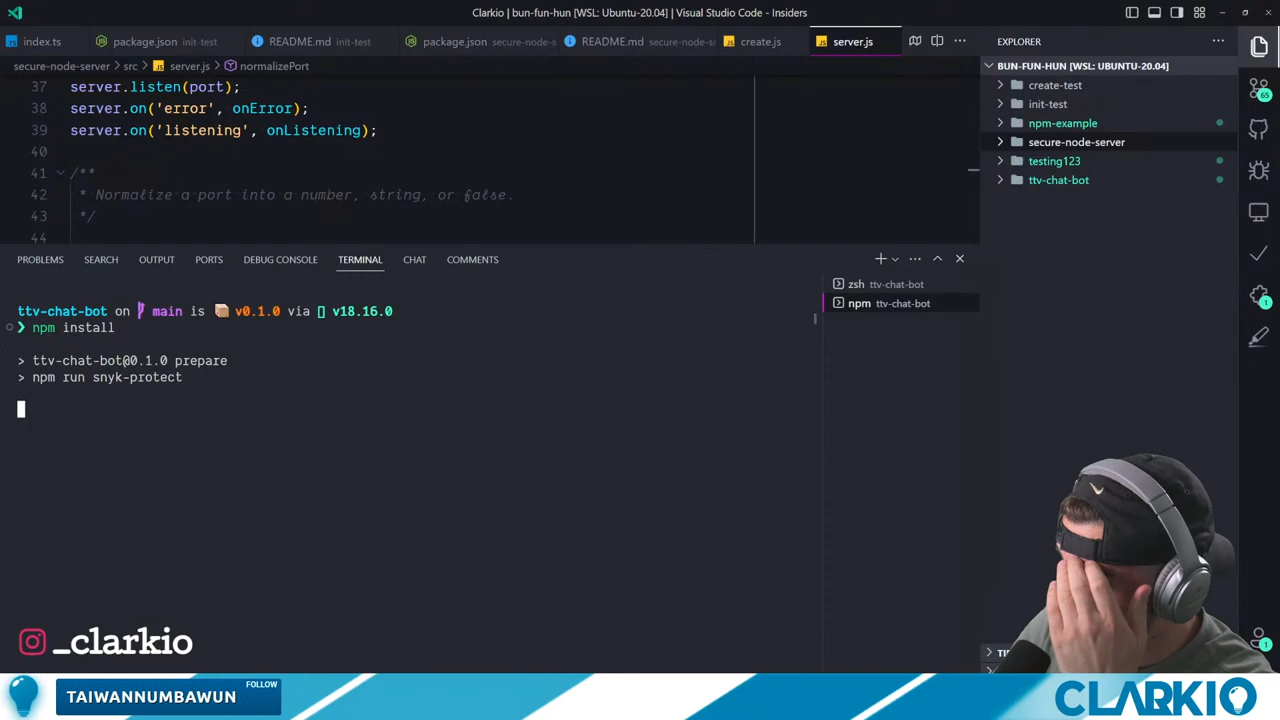 Clarkio | bun-fun-hun [WSL: Ubuntu-20.04] | Visual Studio Code - Insiders
index.ts
package.json init-test
README.md init-test
package.json secure-node-s
README.md secure-node-s
create.js
server.js
EXPLORER
secure-node-server > src > server.js > normalizePort
BUN-FUN-HUN [WSL: UBUNTU-20.04]
create-test
init-test
npm-example
secure-node-server
testing123
ttv-chat-bot
37 server.listen(port);
38 server.on('error', onError);
39 server.on('listening', onListening);
40
41 /**
42 * Normalize a port into a number, string, or false.
43 */
44
PROBLEMS SEARCH OUTPUT PORTS DEBUG CONSOLE TERMINAL CHAT COMMENTS
zsh ttv-chat-bot
npm ttv-chat-bot
ttv-chat-bot on main is v0.1.0 via [] v18.16.0
❯ npm install
> ttv-chat-bot@0.1.0 prepare
> npm run snyk-protect
65
1
1
TI
_clarkio
TAIWANNUMBAWUN
FOLLOW
CLARKIO